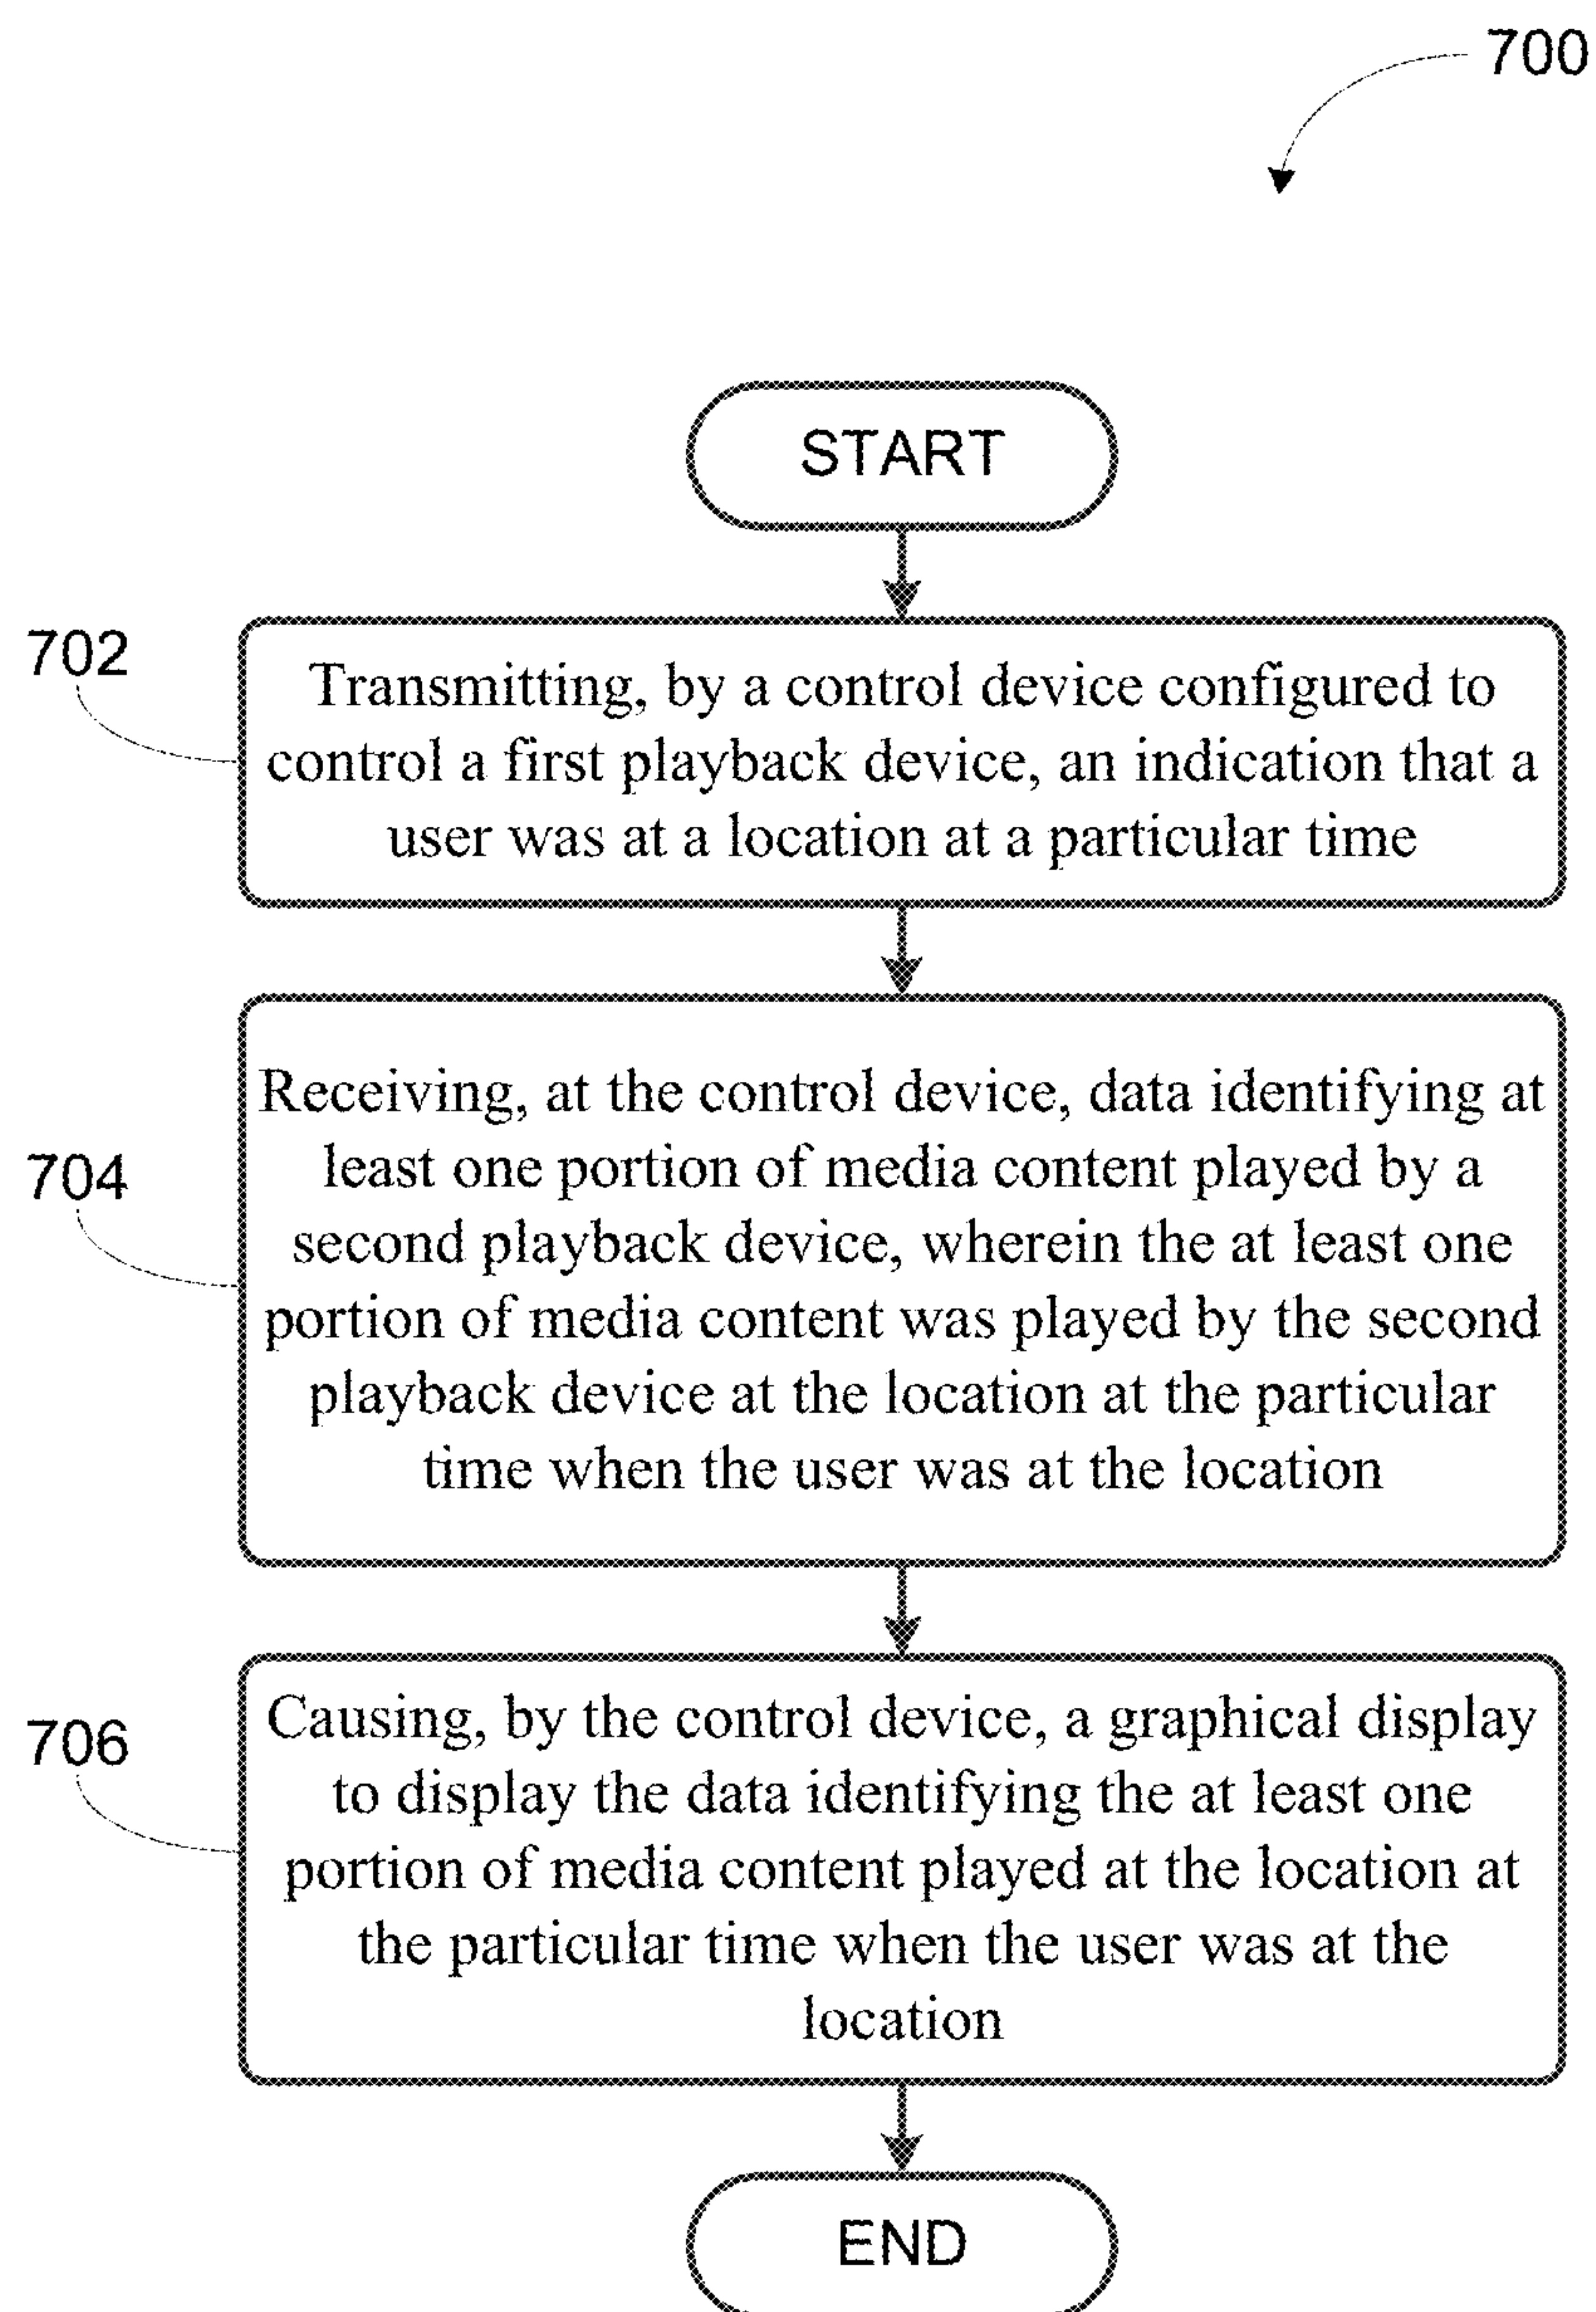 700
START
702
Transmitting, by a control device configured to
control a first playback device, an indication that a
user was at a location at a particular time
704
Receiving, at the control device, data identifying at
least one portion of media content played by a
second playback device, wherein the at least one
portion of media content was played by the second
playback device at the location at the particular
time when the user was at the location
706
Causing, by the control device, a graphical display
to display the data identifying the at least one
portion of media content played at the location at
the particular time when the user was at the
location
END